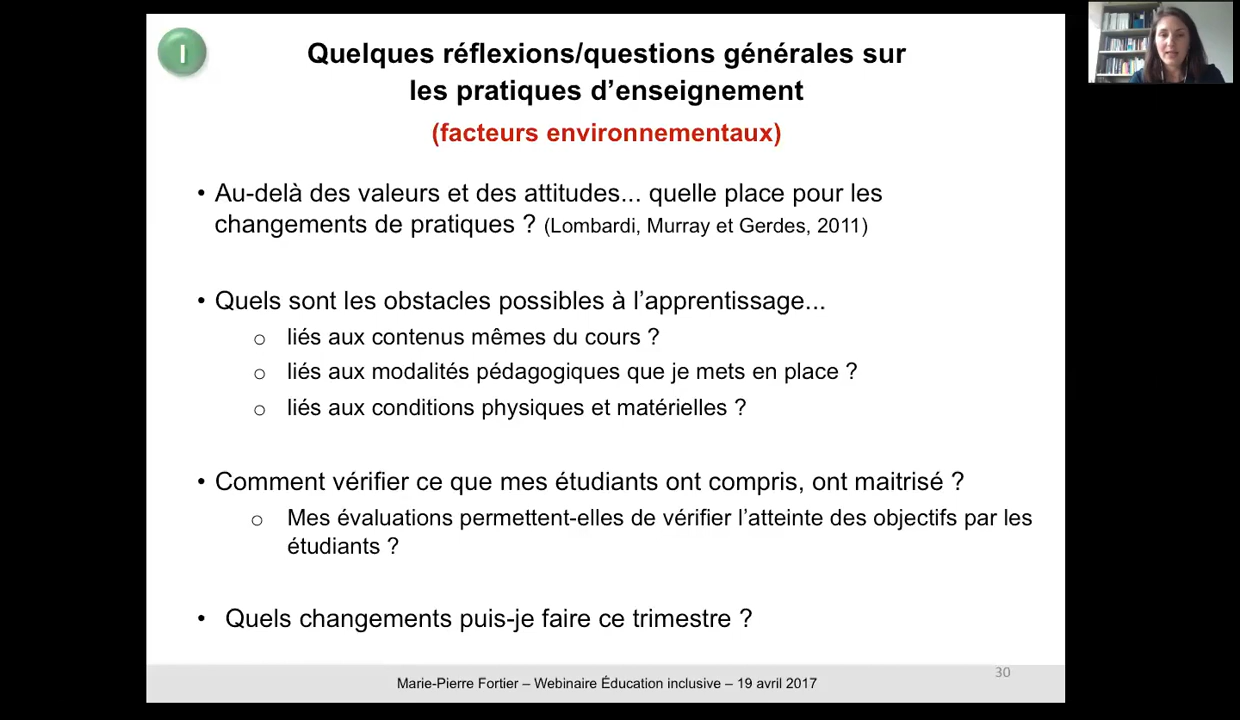 I
Quelques réflexions/questions générales sur
les pratiques d’enseignement
(facteurs environnementaux)
• Au-delà des valeurs et des attitudes... quelle place pour les
changements de pratiques ? (Lombardi, Murray et Gerdes, 2011)
• Quels sont les obstacles possibles à l’apprentissage...
o liés aux contenus mêmes du cours ?
o liés aux modalités pédagogiques que je mets en place ?
o liés aux conditions physiques et matérielles ?
• Comment vérifier ce que mes étudiants ont compris, ont maitrisé ?
o Mes évaluations permettent-elles de vérifier l’atteinte des objectifs par les
étudiants ?
• Quels changements puis-je faire ce trimestre ?
30
Marie-Pierre Fortier – Webinaire Éducation inclusive – 19 avril 2017